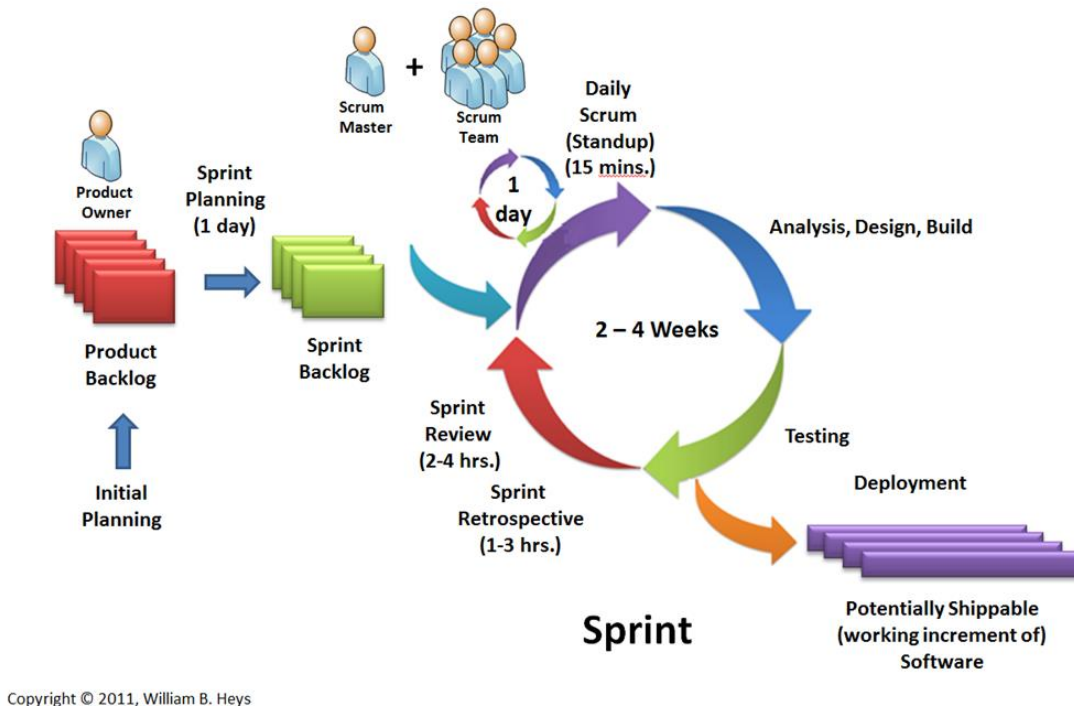 Scrum
Master
+
Scrum
Team
Product
Owner
Sprint
Planning
(1 day)
Daily
Scrum
(Standup)
(15 mins.)
1
day
Analysis, Design, Build
2 – 4 Weeks
Product
Backlog
Sprint
Backlog
Sprint
Review
(2-4 hrs.)
Testing
Initial
Planning
Sprint
Retrospective
(1-3 hrs.)
Deployment
Sprint
Potentially Shippable
(working increment of)
Software
Copyright © 2011, William B. Heys